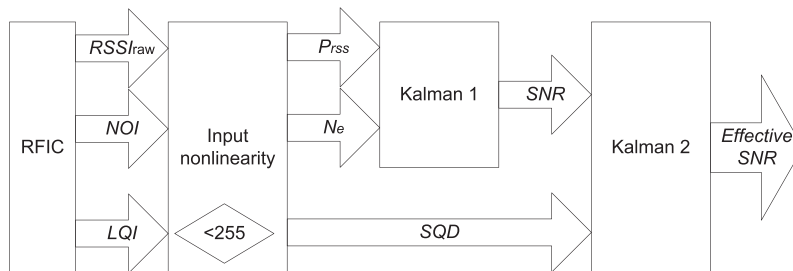 RSSIraw
Prss
Kalman 1
SNR
RFIC
NOI
Input
nonlinearity
Ne
Kalman 2
Effective
SNR
LQI
<255
SQD